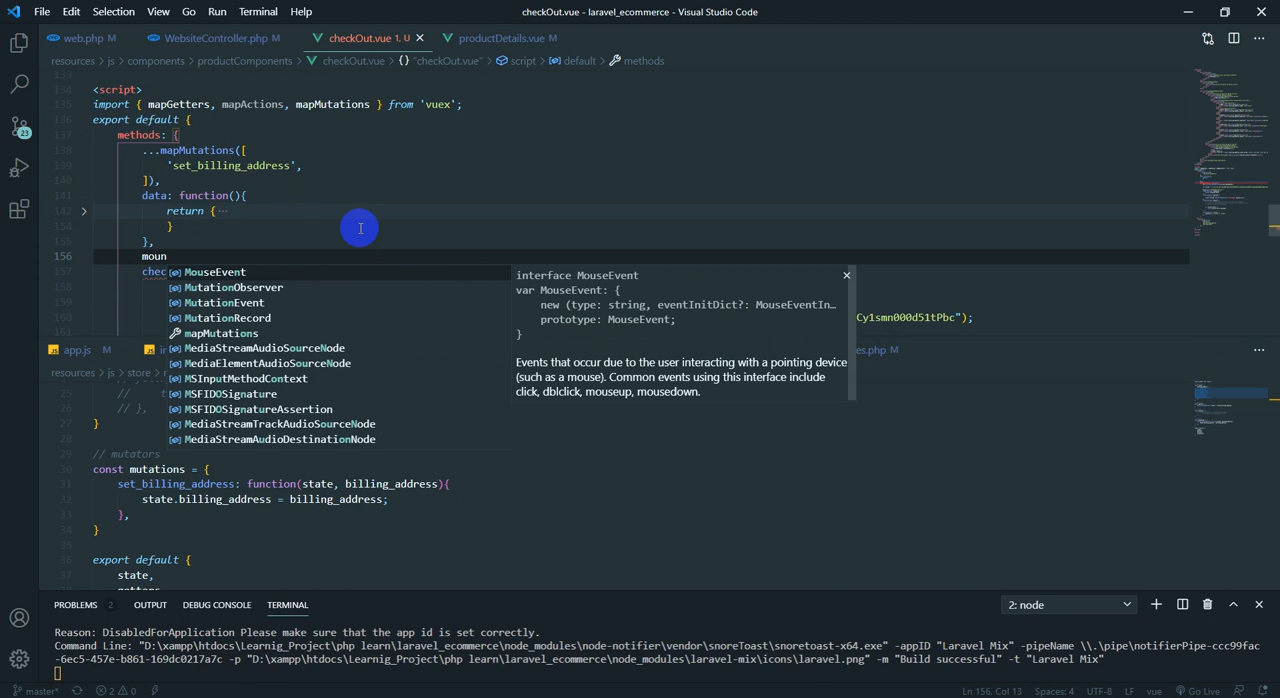 File Edit Selection View Go Run Terminal Help checkOut.vue - laravel_ecommerce - Visual Studio Code
web.php M WebsiteController.php M checkOut.vue 1, U productDetails.vue M
resources > js > components > productComponents > checkOut.vue > {} "checkOut.vue" > script > default > methods
133
134 <script>
135 import { mapGetters, mapActions, mapMutations } from 'vuex';
136 export default {
137 methods: {
138 ...mapMutations([
139 'set_billing_address',
140 ]),
141 data: function(){
142 return {…
154 }
155 },
156 moun
157 chec
158
159
160
161
MouseEvent
MutationObserver
MutationEvent
MutationRecord
mapMutations
MediaStreamAudioSourceNode
MediaElementAudioSourceNode
MSInputMethodContext
MSFIDOSignature
MSFIDOSignatureAssertion
MediaStreamTrackAudioSourceNode
MediaStreamAudioDestinationNode
interface MouseEvent
var MouseEvent: {
new (type: string, eventInitDict?: MouseEventIn…
prototype: MouseEvent;
}
Events that occur due to the user interacting with a pointing device
(such as a mouse). Common events using this interface include
click, dblclick, mouseup, mousedown.
Cy1smn000d51tPbc");
app.js M
es.php M
resources > js > store >
25 //
26 // },
27 }
28
29 // mutators
30 const mutations = {
31 set_billing_address: function(state, billing_address){
32 state.billing_address = billing_address;
33 },
34 }
35
36 export default {
37 state,
PROBLEMS 2 OUTPUT DEBUG CONSOLE TERMINAL 2: node
Reason: DisabledForApplication Please make sure that the app id is set correctly.
Command Line: "D:\xampp\htdocs\Learnig_Project\php learn\laravel_ecommerce\node_modules\node-notifier\vendor\snoreToast\snoretoast-x64.exe" -appID "Laravel Mix" -pipeName \\.\pipe\notifierPipe-ccc99fac
-6ec5-457e-b861-169dc0217a7c -p "D:\xampp\htdocs\Learnig_Project\php learn\laravel_ecommerce\node_modules\laravel-mix\icons\laravel.png" -m "Build successful" -t "Laravel Mix"
master* 2 0 Ln 156, Col 13 Spaces: 4 UTF-8 LF vue Go Live
23